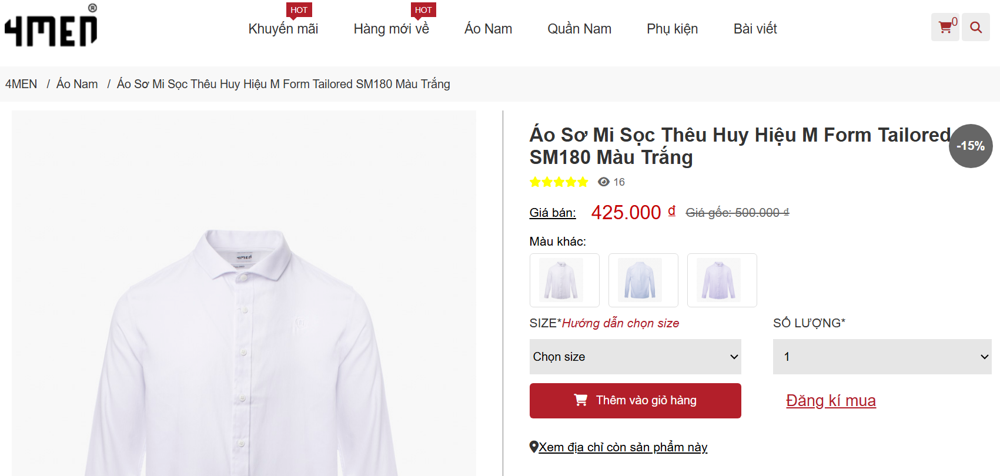 4MEN ®
HOT HOT
Khuyến mãi Hàng mới về Áo Nam Quần Nam Phụ kiện Bài viết
0
4MEN / Áo Nam / Áo Sơ Mi Sọc Thêu Huy Hiệu M Form Tailored SM180 Màu Trắng
Áo Sơ Mi Sọc Thêu Huy Hiệu M Form Tailored
SM180 Màu Trắng
-15%
16
Giá bán: 425.000 đ Giá gốc: 500.000 đ
Màu khác:
4MEN
SIZE*Hướng dẫn chọn size SỐ LƯỢNG*
Chọn size 1
Thêm vào giỏ hàng Đăng kí mua
Xem địa chỉ còn sản phẩm này